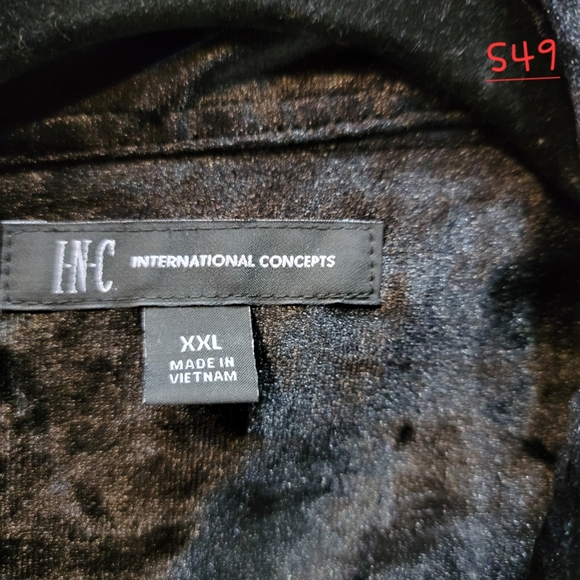 S49
I·N·C INTERNATIONAL CONCEPTS
XXL
MADE IN
VIETNAM